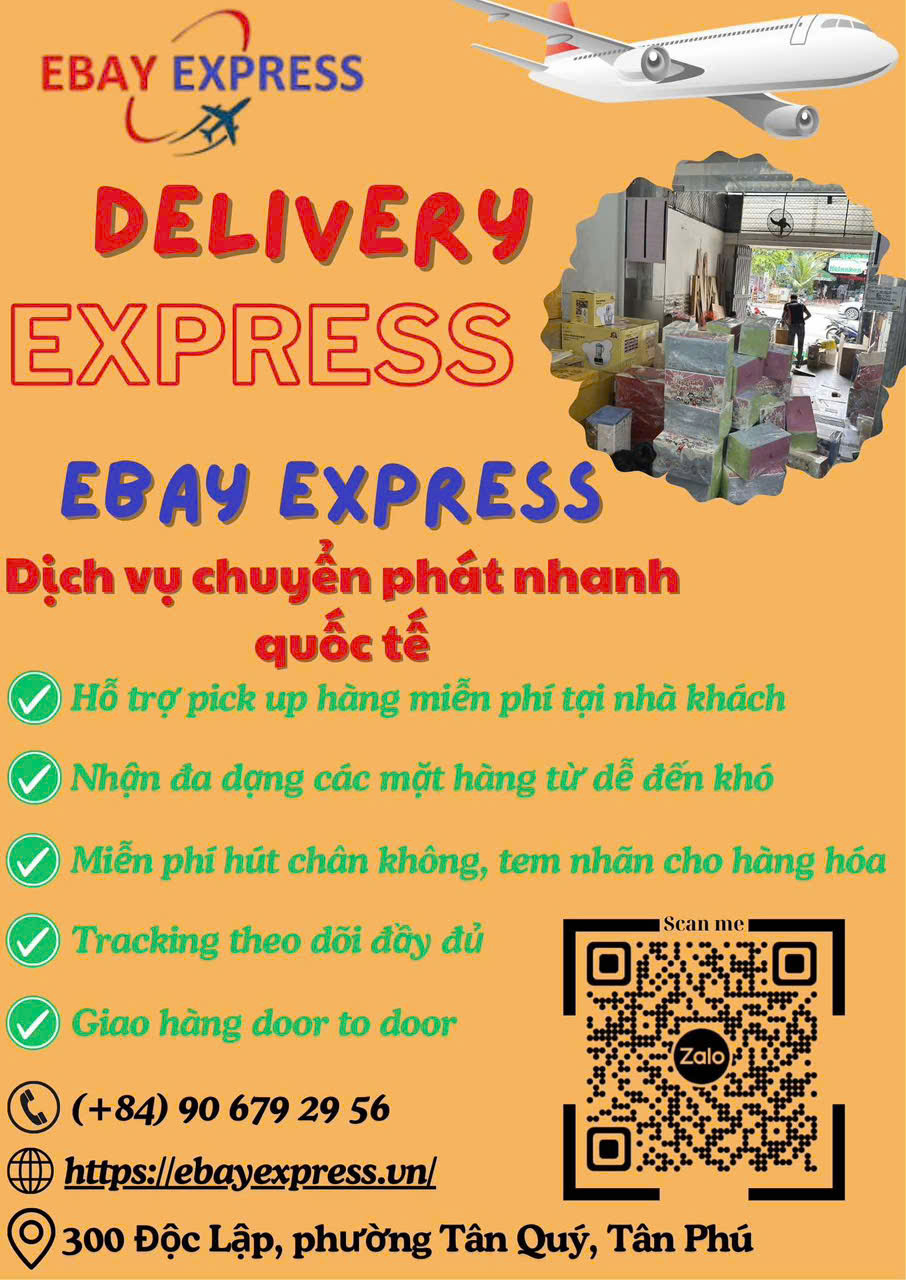 EBAY EXPRESS
DELIVERY
EXPRESS
EBAY EXPRESS
Dịch vụ chuyển phát nhanh
quốc tế
Hỗ trợ pick up hàng miễn phí tại nhà khách
Nhận đa dạng các mặt hàng từ dễ đến khó
Miễn phí hút chân không, tem nhãn cho hàng hóa
Tracking theo dõi đầy đủ
Giao hàng door to door
Scan me
Zalo
(+84) 90 679 29 56
https://ebayexpress.vn/
300 Độc Lập, phường Tân Quý, Tân Phú